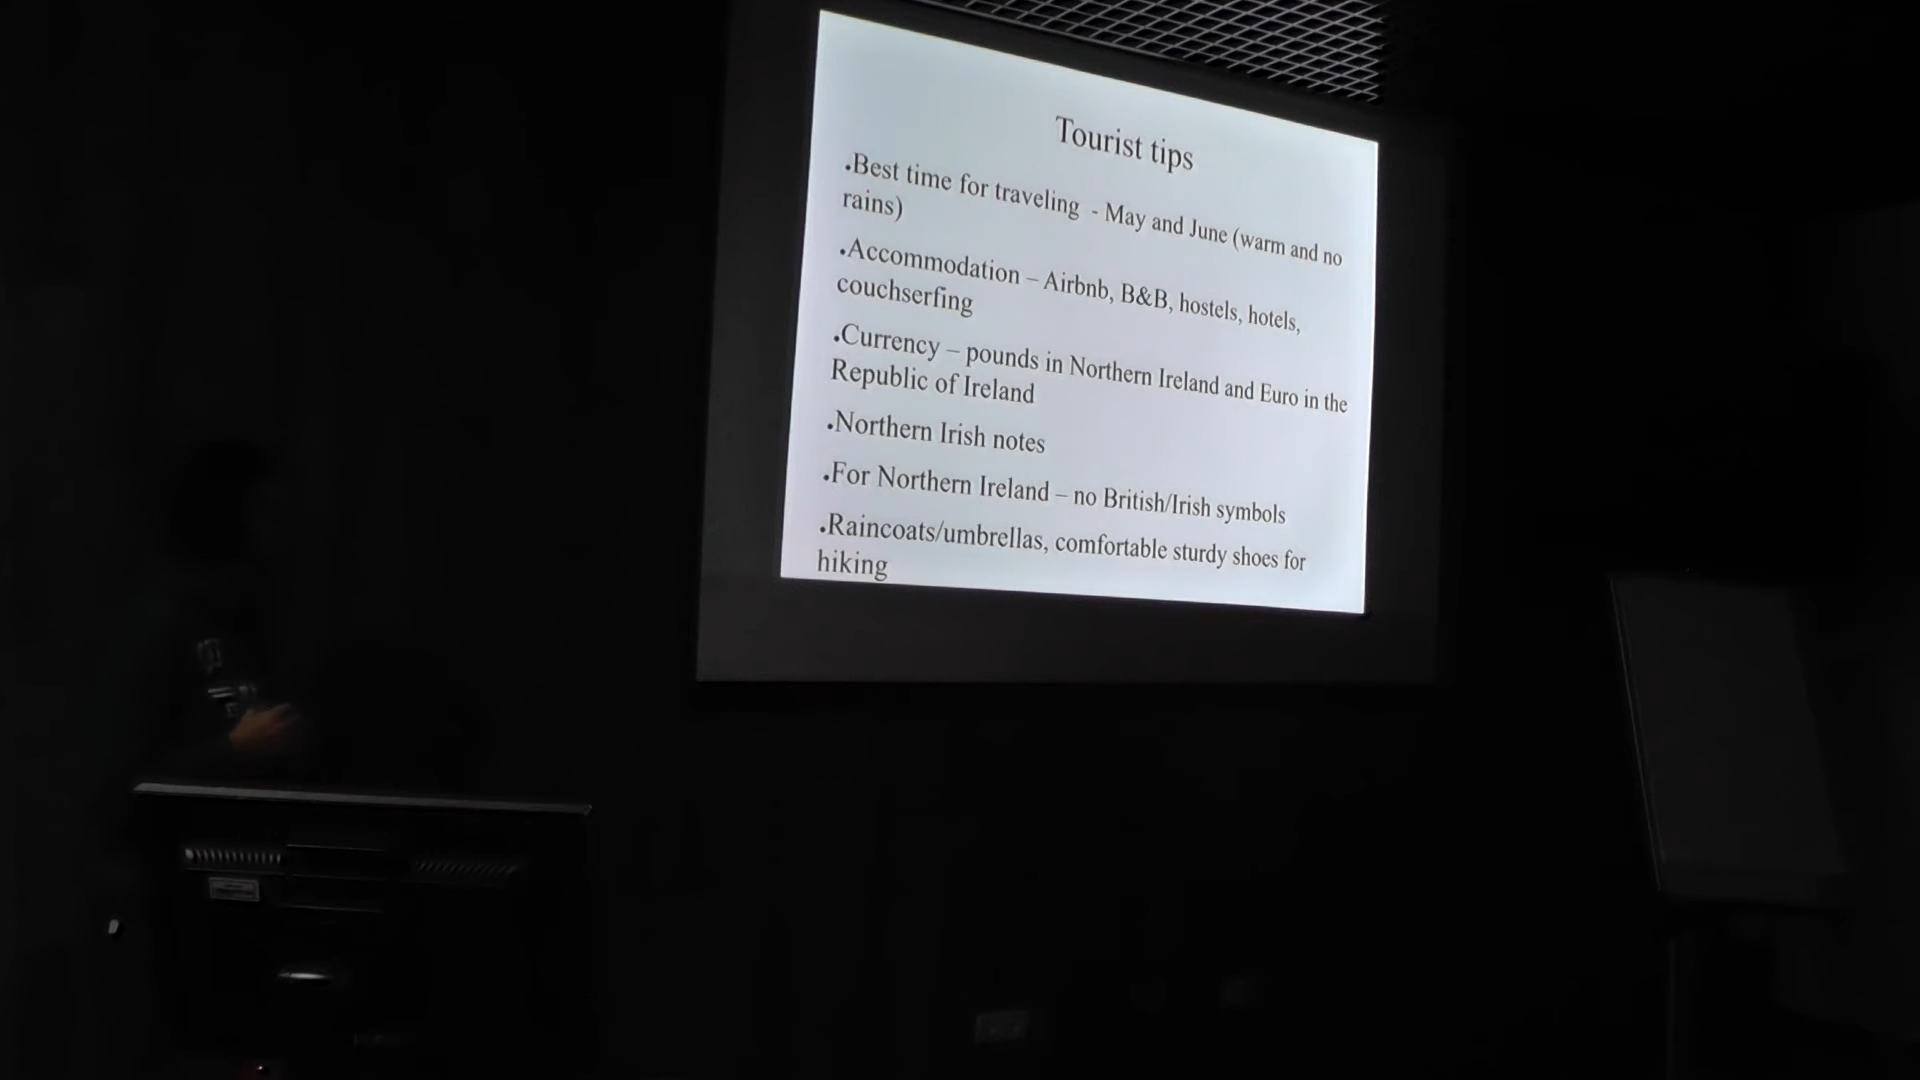 Tourist tips
•Best time for traveling - May and June (warm and no
rains)
•Accommodation – Airbnb, B&B, hostels, hotels,
couchserfing
•Currency – pounds in Northern Ireland and Euro in the
Republic of Ireland
•Northern Irish notes
•For Northern Ireland – no British/Irish symbols
•Raincoats/umbrellas, comfortable sturdy shoes for
hiking